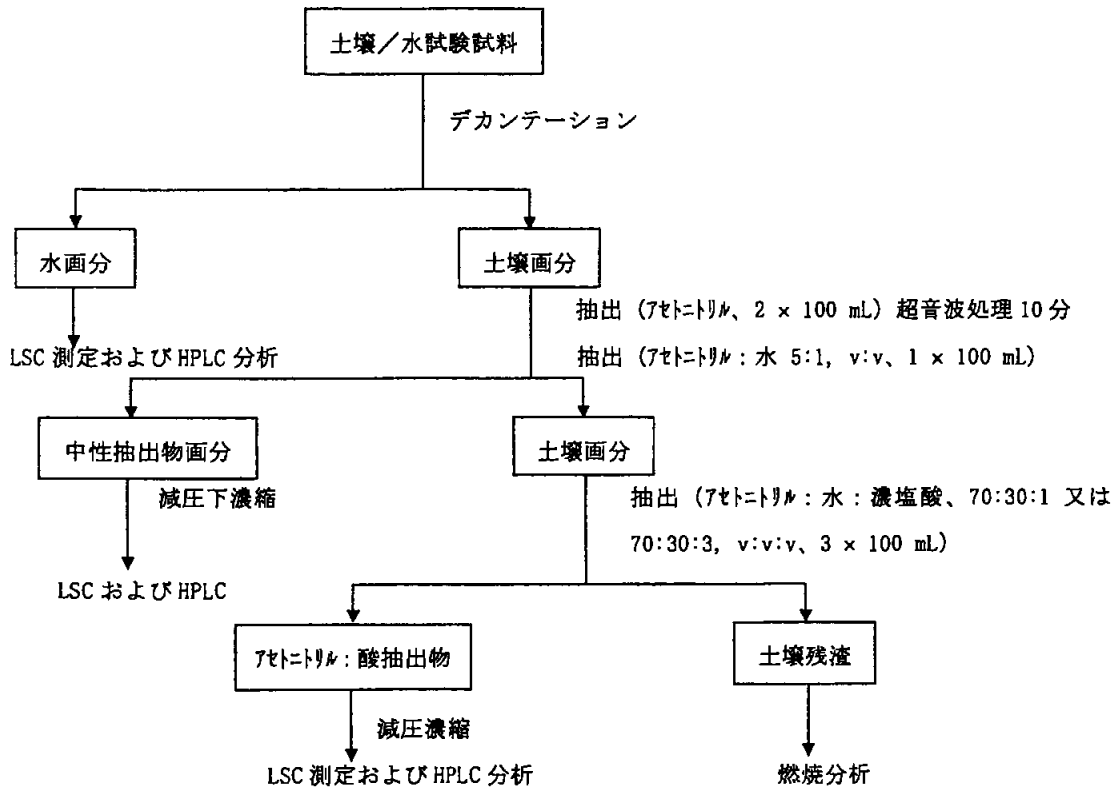 土壌／水試験試料
デカンテーション
水画分
土壌画分
抽出（ｱｾﾄﾆﾄﾘﾙ、2 × 100 mL）超音波処理 10 分
LSC 測定および HPLC 分析
抽出（ｱｾﾄﾆﾄﾘﾙ：水 5:1, v:v、1 × 100 mL）
中性抽出物画分
土壌画分
減圧下濃縮
抽出（ｱｾﾄﾆﾄﾘﾙ：水：濃塩酸、70:30:1 又は
70:30:3, v:v:v、3 × 100 mL）
LSC および HPLC
ｱｾﾄﾆﾄﾘﾙ：酸抽出物
土壌残渣
減圧濃縮
LSC 測定および HPLC 分析
燃焼分析